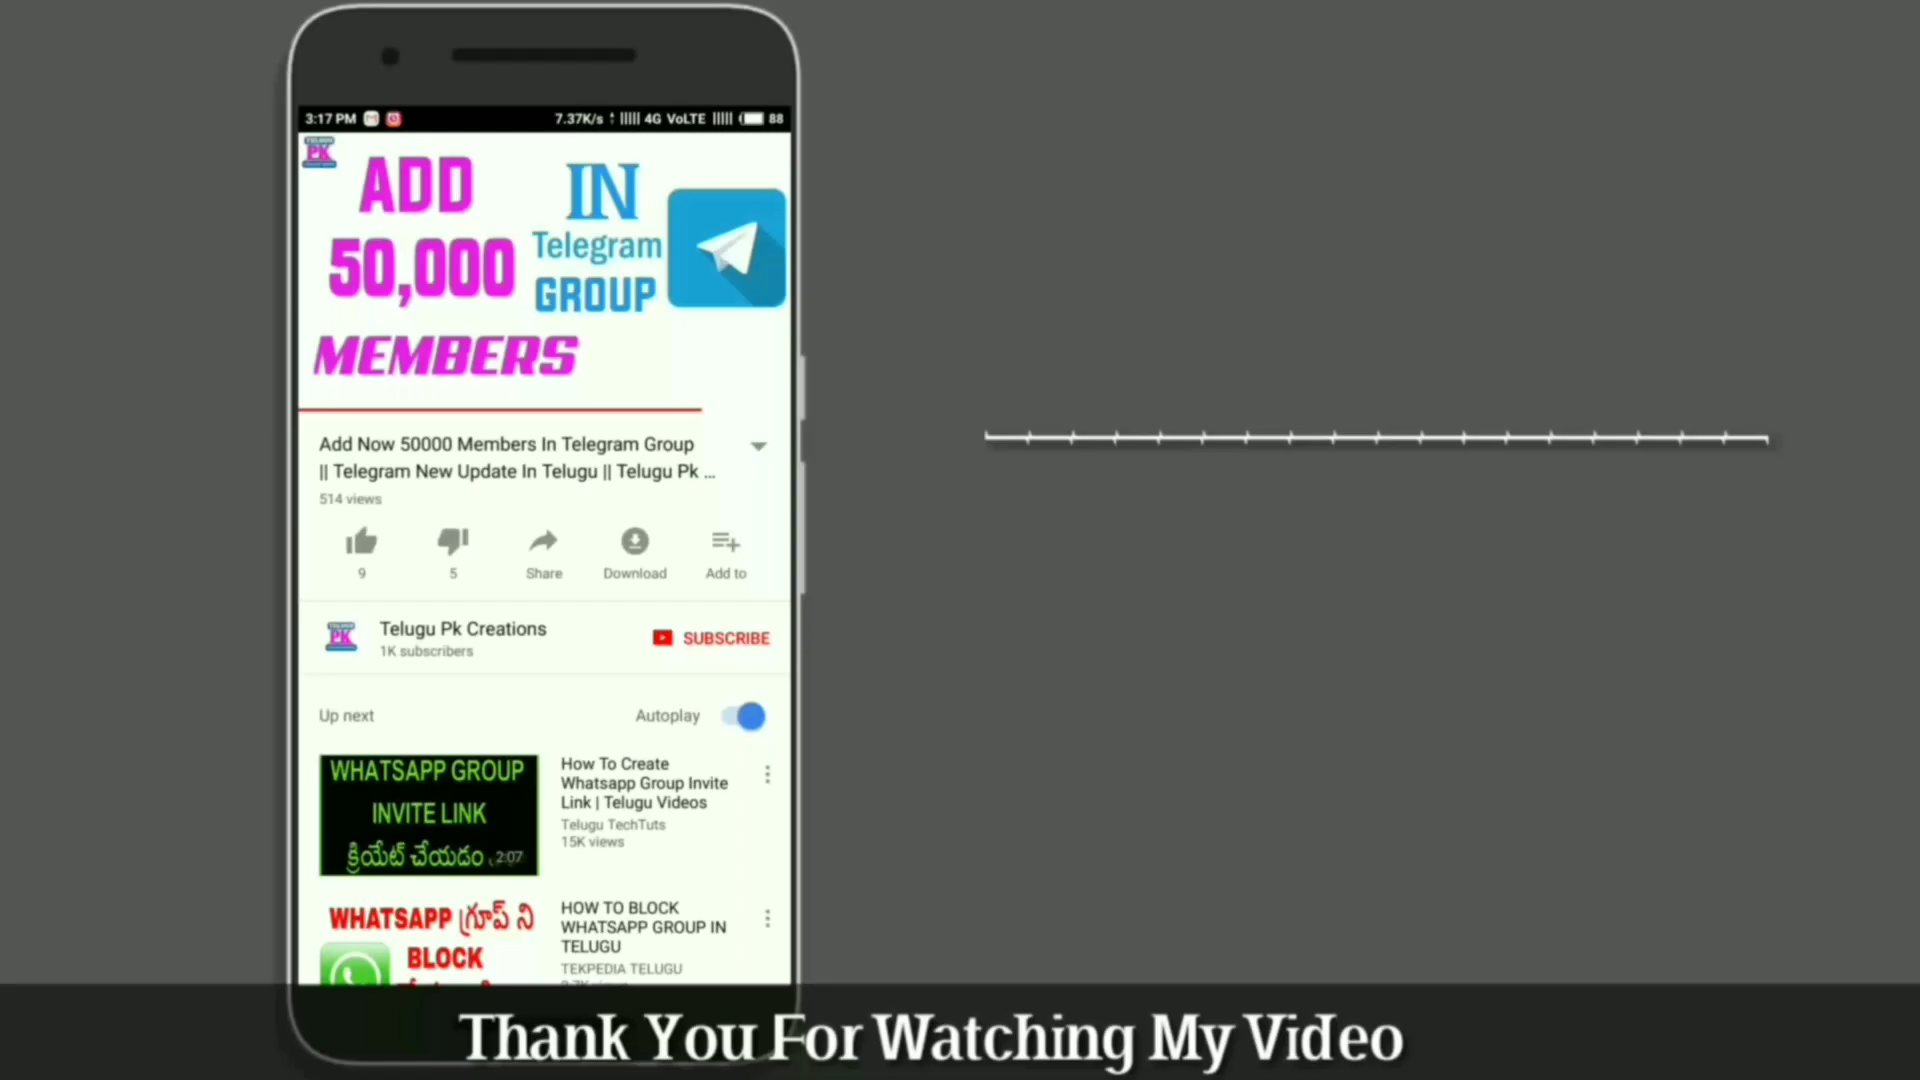 3:17 PM 7.37K/s 4G VoLTE 88
TELUGU
PK
ADD
50,000
MEMBERS
IN
Telegram
GROUP
Add Now 50000 Members In Telegram Group
|| Telegram New Update In Telugu || Telugu Pk ...
514 views
9 5 Share Download Add to
TELUGU
PK
Telugu Pk Creations
1K subscribers
SUBSCRIBE
Up next Autoplay
WHATSAPP GROUP
INVITE LINK
క్రియేట్ చేయడం
2:07
How To Create
Whatsapp Group Invite
Link | Telugu Videos
Telugu TechTuts
15K views
WHATSAPP గ్రూప్ ని
BLOCK
HOW TO BLOCK
WHATSAPP GROUP IN
TELUGU
TEKPEDIA TELUGU
Thank You For Watching My Video